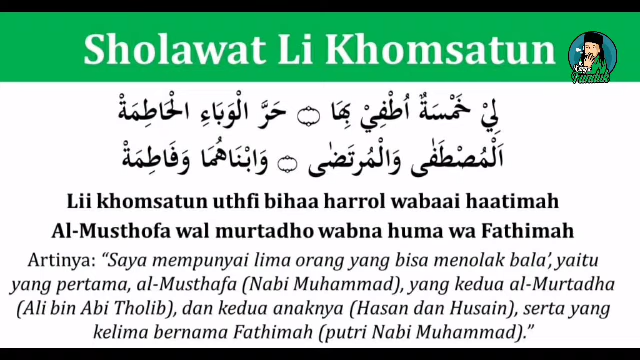 Sholawat Li Khomsatun
لِيْ خَمْسَةٌ اُطْفِيْ بِهَا ۝ حَرَّ الْوَبَاءِ الْحَاطِمَةْ
اَلْمُصْطَفٰى وَالْمُرتَضٰى ۝ وَابْنَاهُمَا وَفَاطِمَةْ
Lii khomsatun uthfi bihaa harrol wabaai haatimah
Al-Musthofa wal murtadho wabna huma wa Fathimah
Artinya: “Saya mempunyai lima orang yang bisa menolak bala’, yaitu
yang pertama, al-Musthafa (Nabi Muhammad), yang kedua al-Murtadha
(Ali bin Abi Tholib), dan kedua anaknya (Hasan dan Husain), serta yang
kelima bernama Fathimah (putri Nabi Muhammad).”